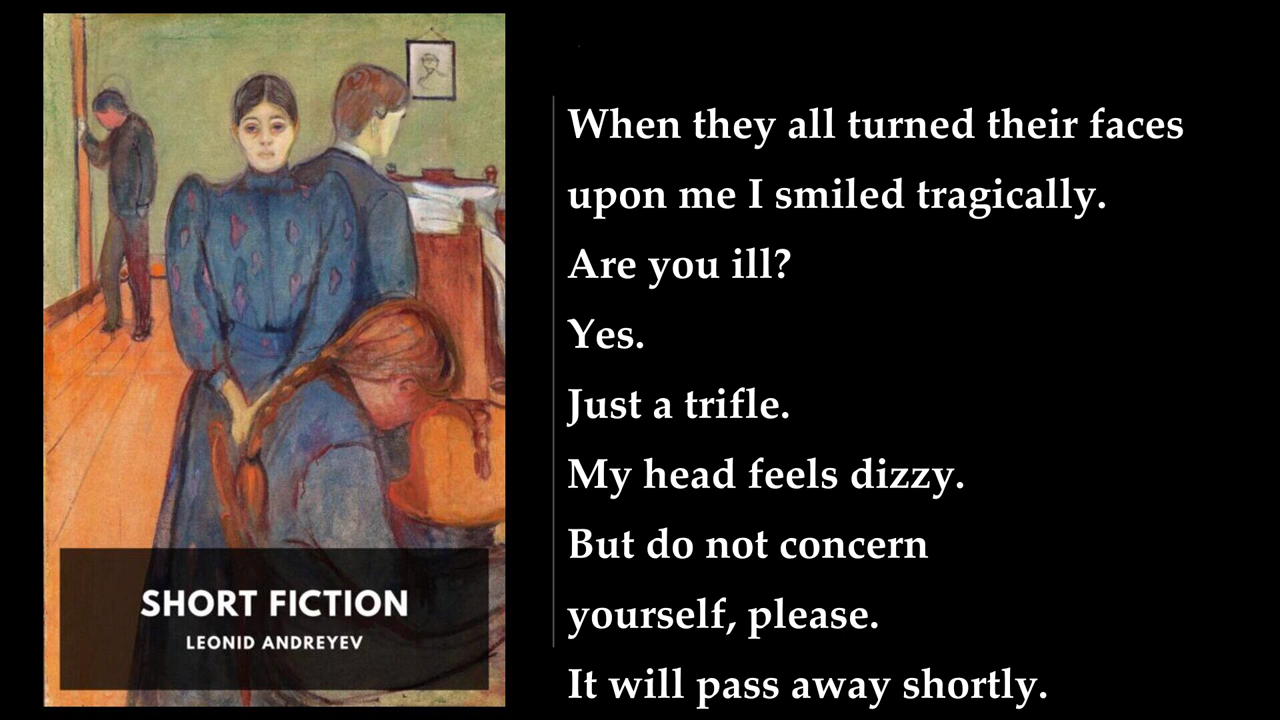 SHORT FICTION
LEONID ANDREYEV
When they all turned their faces
upon me I smiled tragically.
Are you ill?
Yes.
Just a trifle.
My head feels dizzy.
But do not concern
yourself, please.
It will pass away shortly.